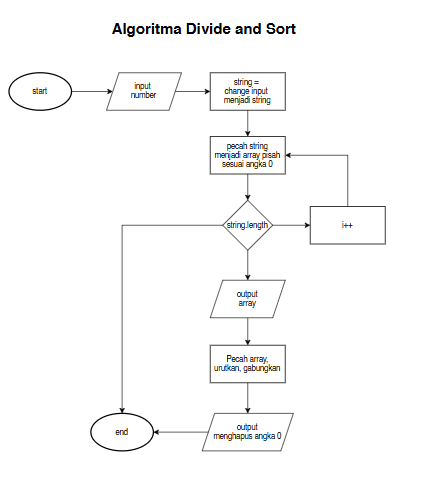 Algoritma Divide and Sort
start
input
number
string =
change input
menjadi string
pecah string
menjadi array pisah
sesuai angka 0
string.length
i++
output
array
Pecah array,
urutkan, gabungkan
end
output
menghapus angka 0